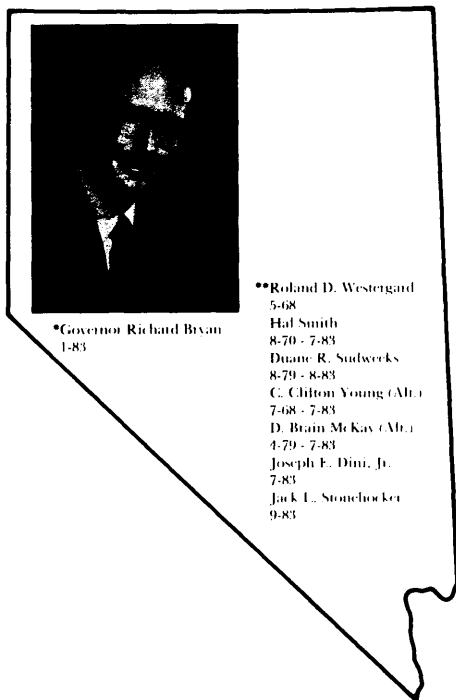 *Governor Richard Bryan
1-83
**Roland D. Westergard
5-68
Hal Smith
8-70 - 7-83
Duane R. Sudweeks
8-79 - 8-83
C. Clifton Young (Alt.)
7-68 - 7-83
D. Brain McKay (Alt.)
4-79 - 7-83
Joseph E. Dini, Jr.
7-83
Jack L. Stonehocker
9-83